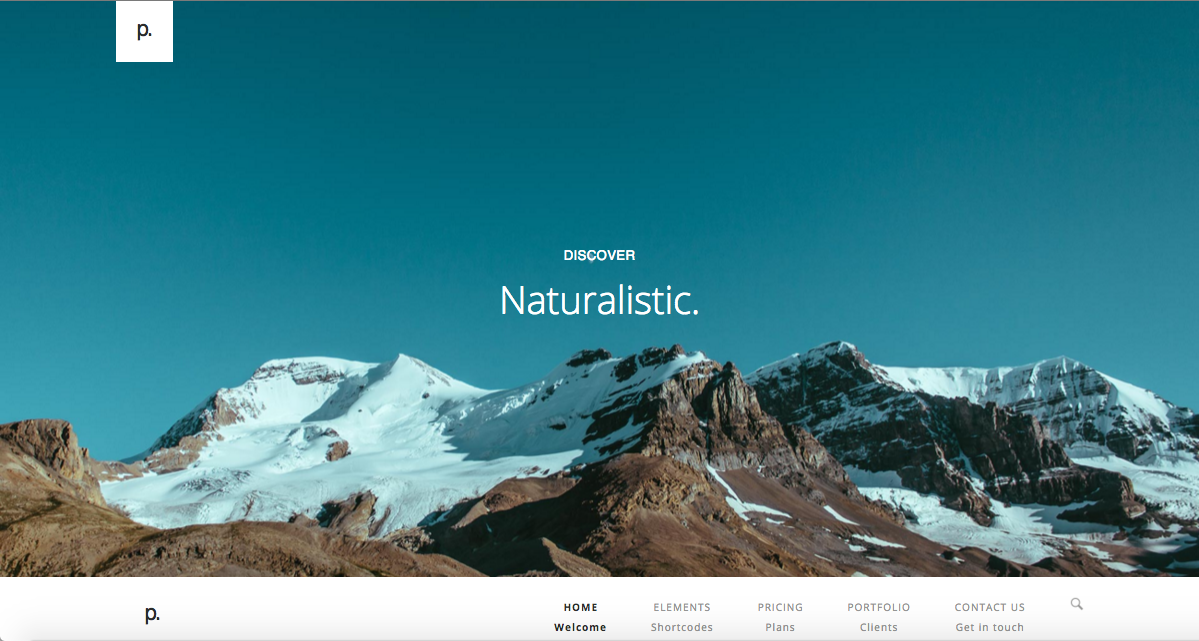 p.
DISCOVER
Naturalistic.
p.
HOME ELEMENTS PRICING PORTFOLIO CONTACT US
Welcome Shortcodes Plans Clients Get in touch